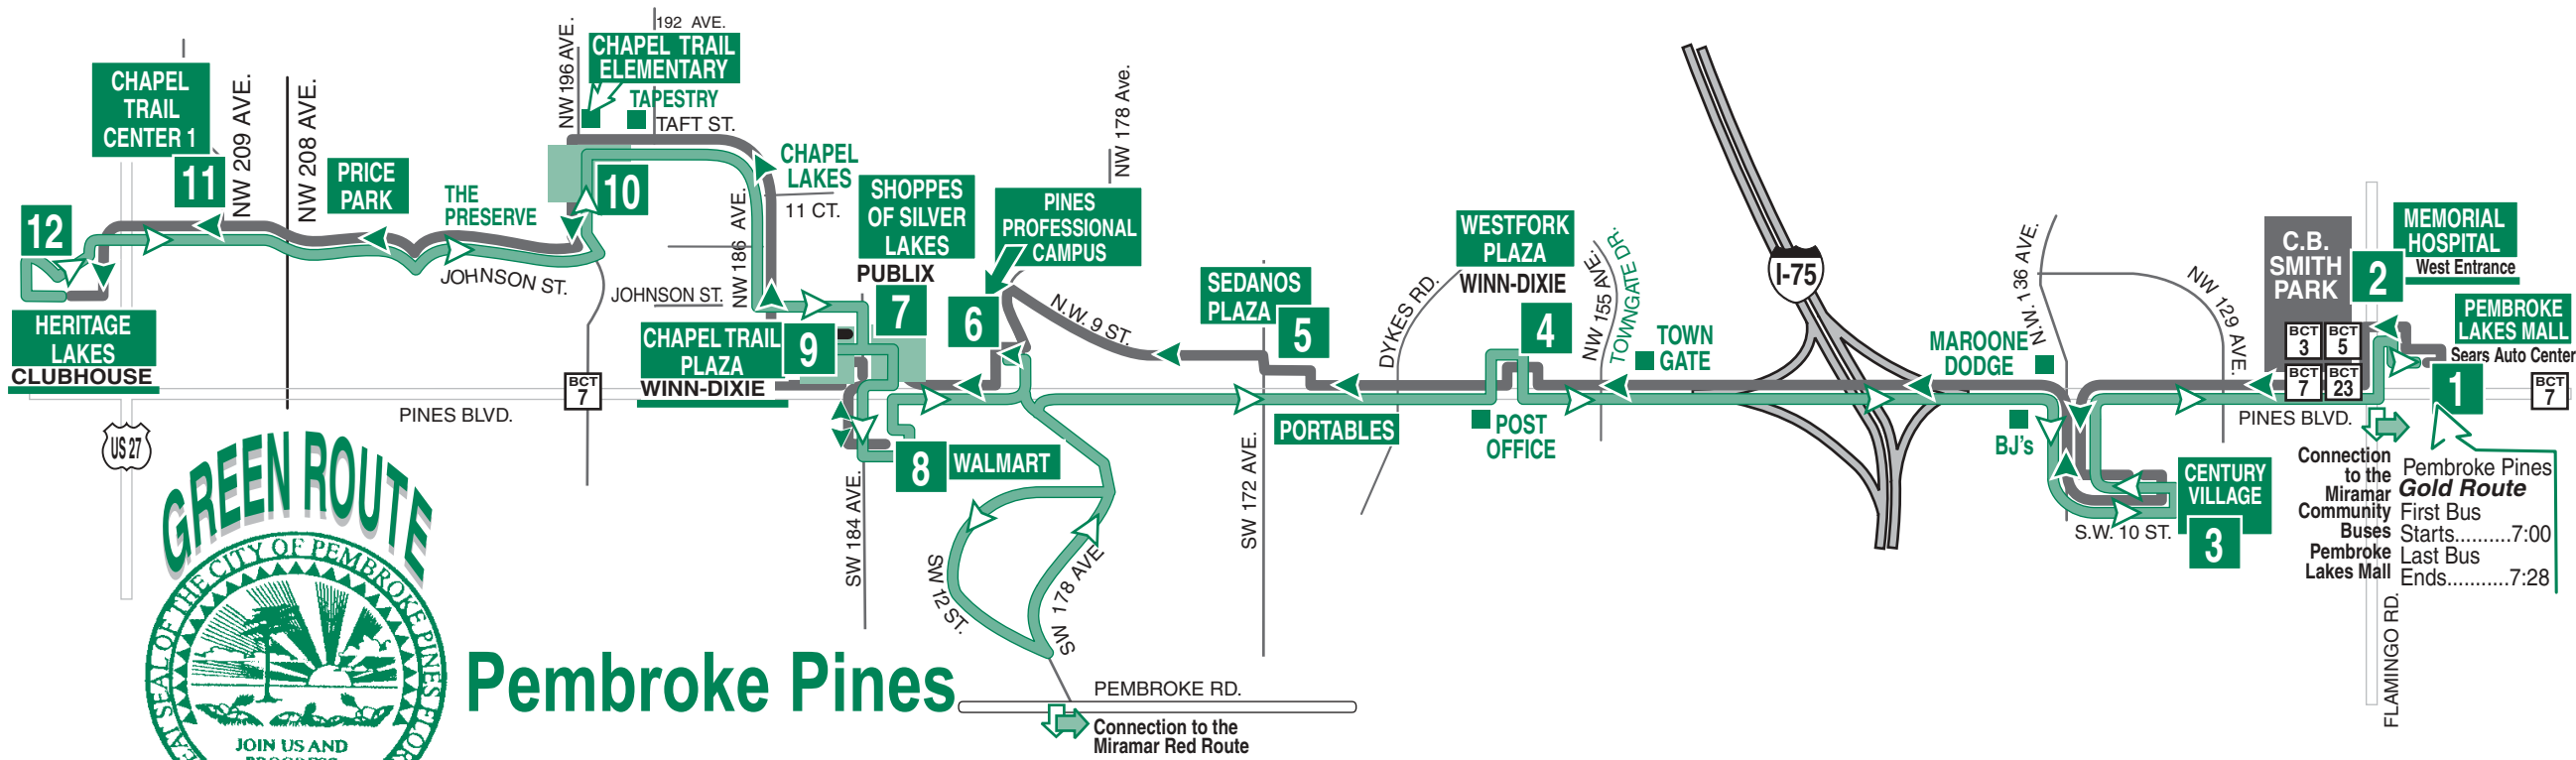 192 AVE.
NW 196 AVE.
CHAPEL TRAIL
ELEMENTARY
TAPESTRY
TAFT ST.
CHAPEL
TRAIL
CENTER 1
11
NW 209 AVE.
NW 208 AVE.
PRICE
PARK
THE
PRESERVE
10
CHAPEL
LAKES
11 CT.
NW 186 AVE.
12
JOHNSON ST.
JOHNSON ST.
HERITAGE
LAKES
CLUBHOUSE
US 27
PINES BLVD.
BCT
7
SHOPPES
OF SILVER
LAKES
PUBLIX
7
CHAPEL TRAIL
PLAZA
9
WINN-DIXIE
PINES
PROFESSIONAL
CAMPUS
6
NW 178 Ave.
N.W. 9 ST.
8
WALMART
SW 184 AVE.
SW 12 ST.
SW 178 AVE
SEDANOS
PLAZA
5
SW 172 AVE.
PORTABLES
DYKES RD.
WESTFORK
PLAZA
WINN-DIXIE
4
POST
OFFICE
NW 155 AVE.
TOWNGATE DR.
TOWN
GATE
I-75
MAROONE
DODGE
N.W. 136 AVE.
BJ's
NW 129 AVE.
CENTURY
VILLAGE
3
S.W. 10 ST.
C.B.
SMITH
PARK
BCT
3
BCT
5
BCT
7
BCT
23
PINES BLVD.
2
MEMORIAL
HOSPITAL
West Entrance
PEMBROKE
LAKES MALL
Sears Auto Center
1
BCT
7
Connection
to the
Miramar
Community
Buses
Pembroke
Lakes Mall
Pembroke Pines
Gold Route
First Bus
Starts..........7:00
Last Bus
Ends...........7:28
FLAMINGO RD.
GREEN ROUTE
SEAL OF THE CITY OF PEMBROKE PINES FLOR
JOIN US AND
PROGRESS
Pembroke Pines
PEMBROKE RD.
Connection to the
Miramar Red Route